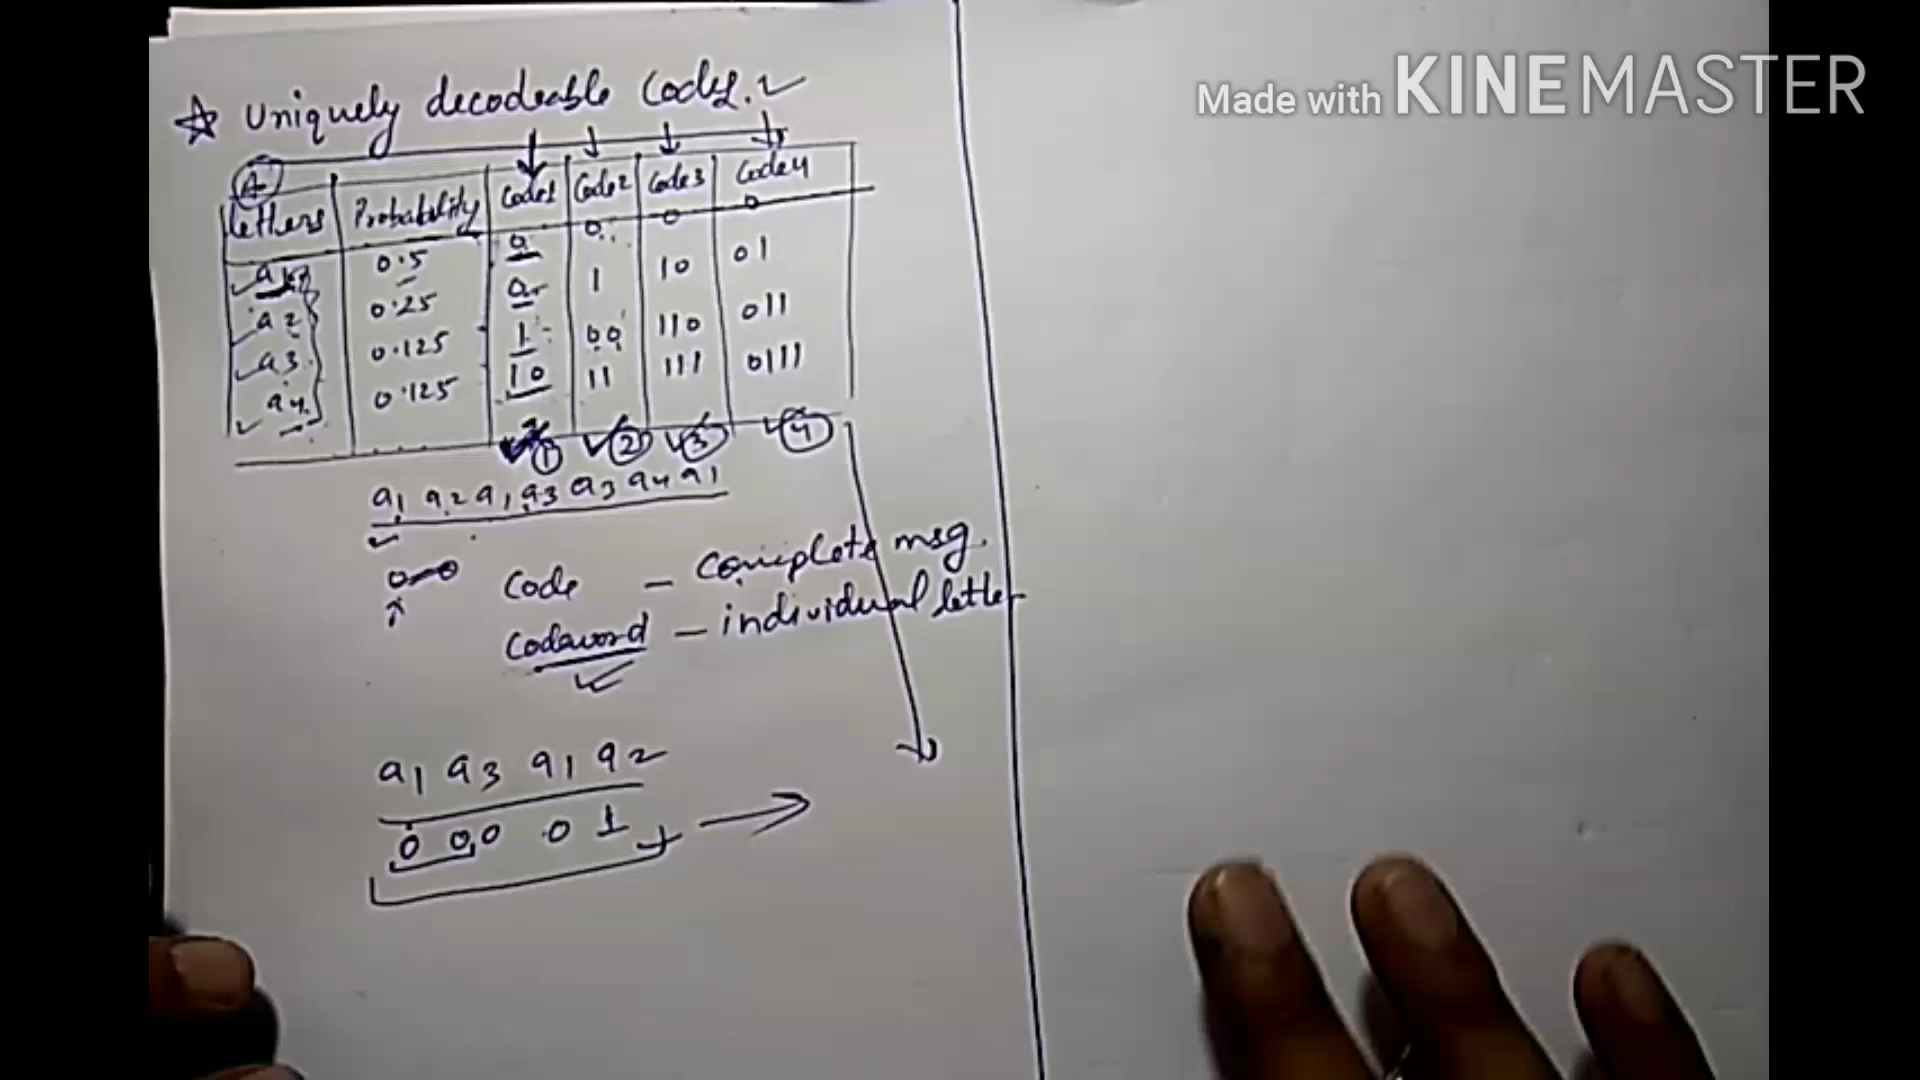 Made with KINEMASTER
☆ Uniquely decodeable Codes.
letters Probability Code1 Code2 Code3 Code4
a1 0.5 0 0 0 0
a2 0.25 0 1 10 01
a3 0.125 1 00 110 011
a4 0.125 10 11 111 0111
① ② ③ ④
a1 a2 a1 a3 a3 a4 a1
Code – complete msg.
Codeword – individual letter
a1 a3 a1 a2
0 00 0 1